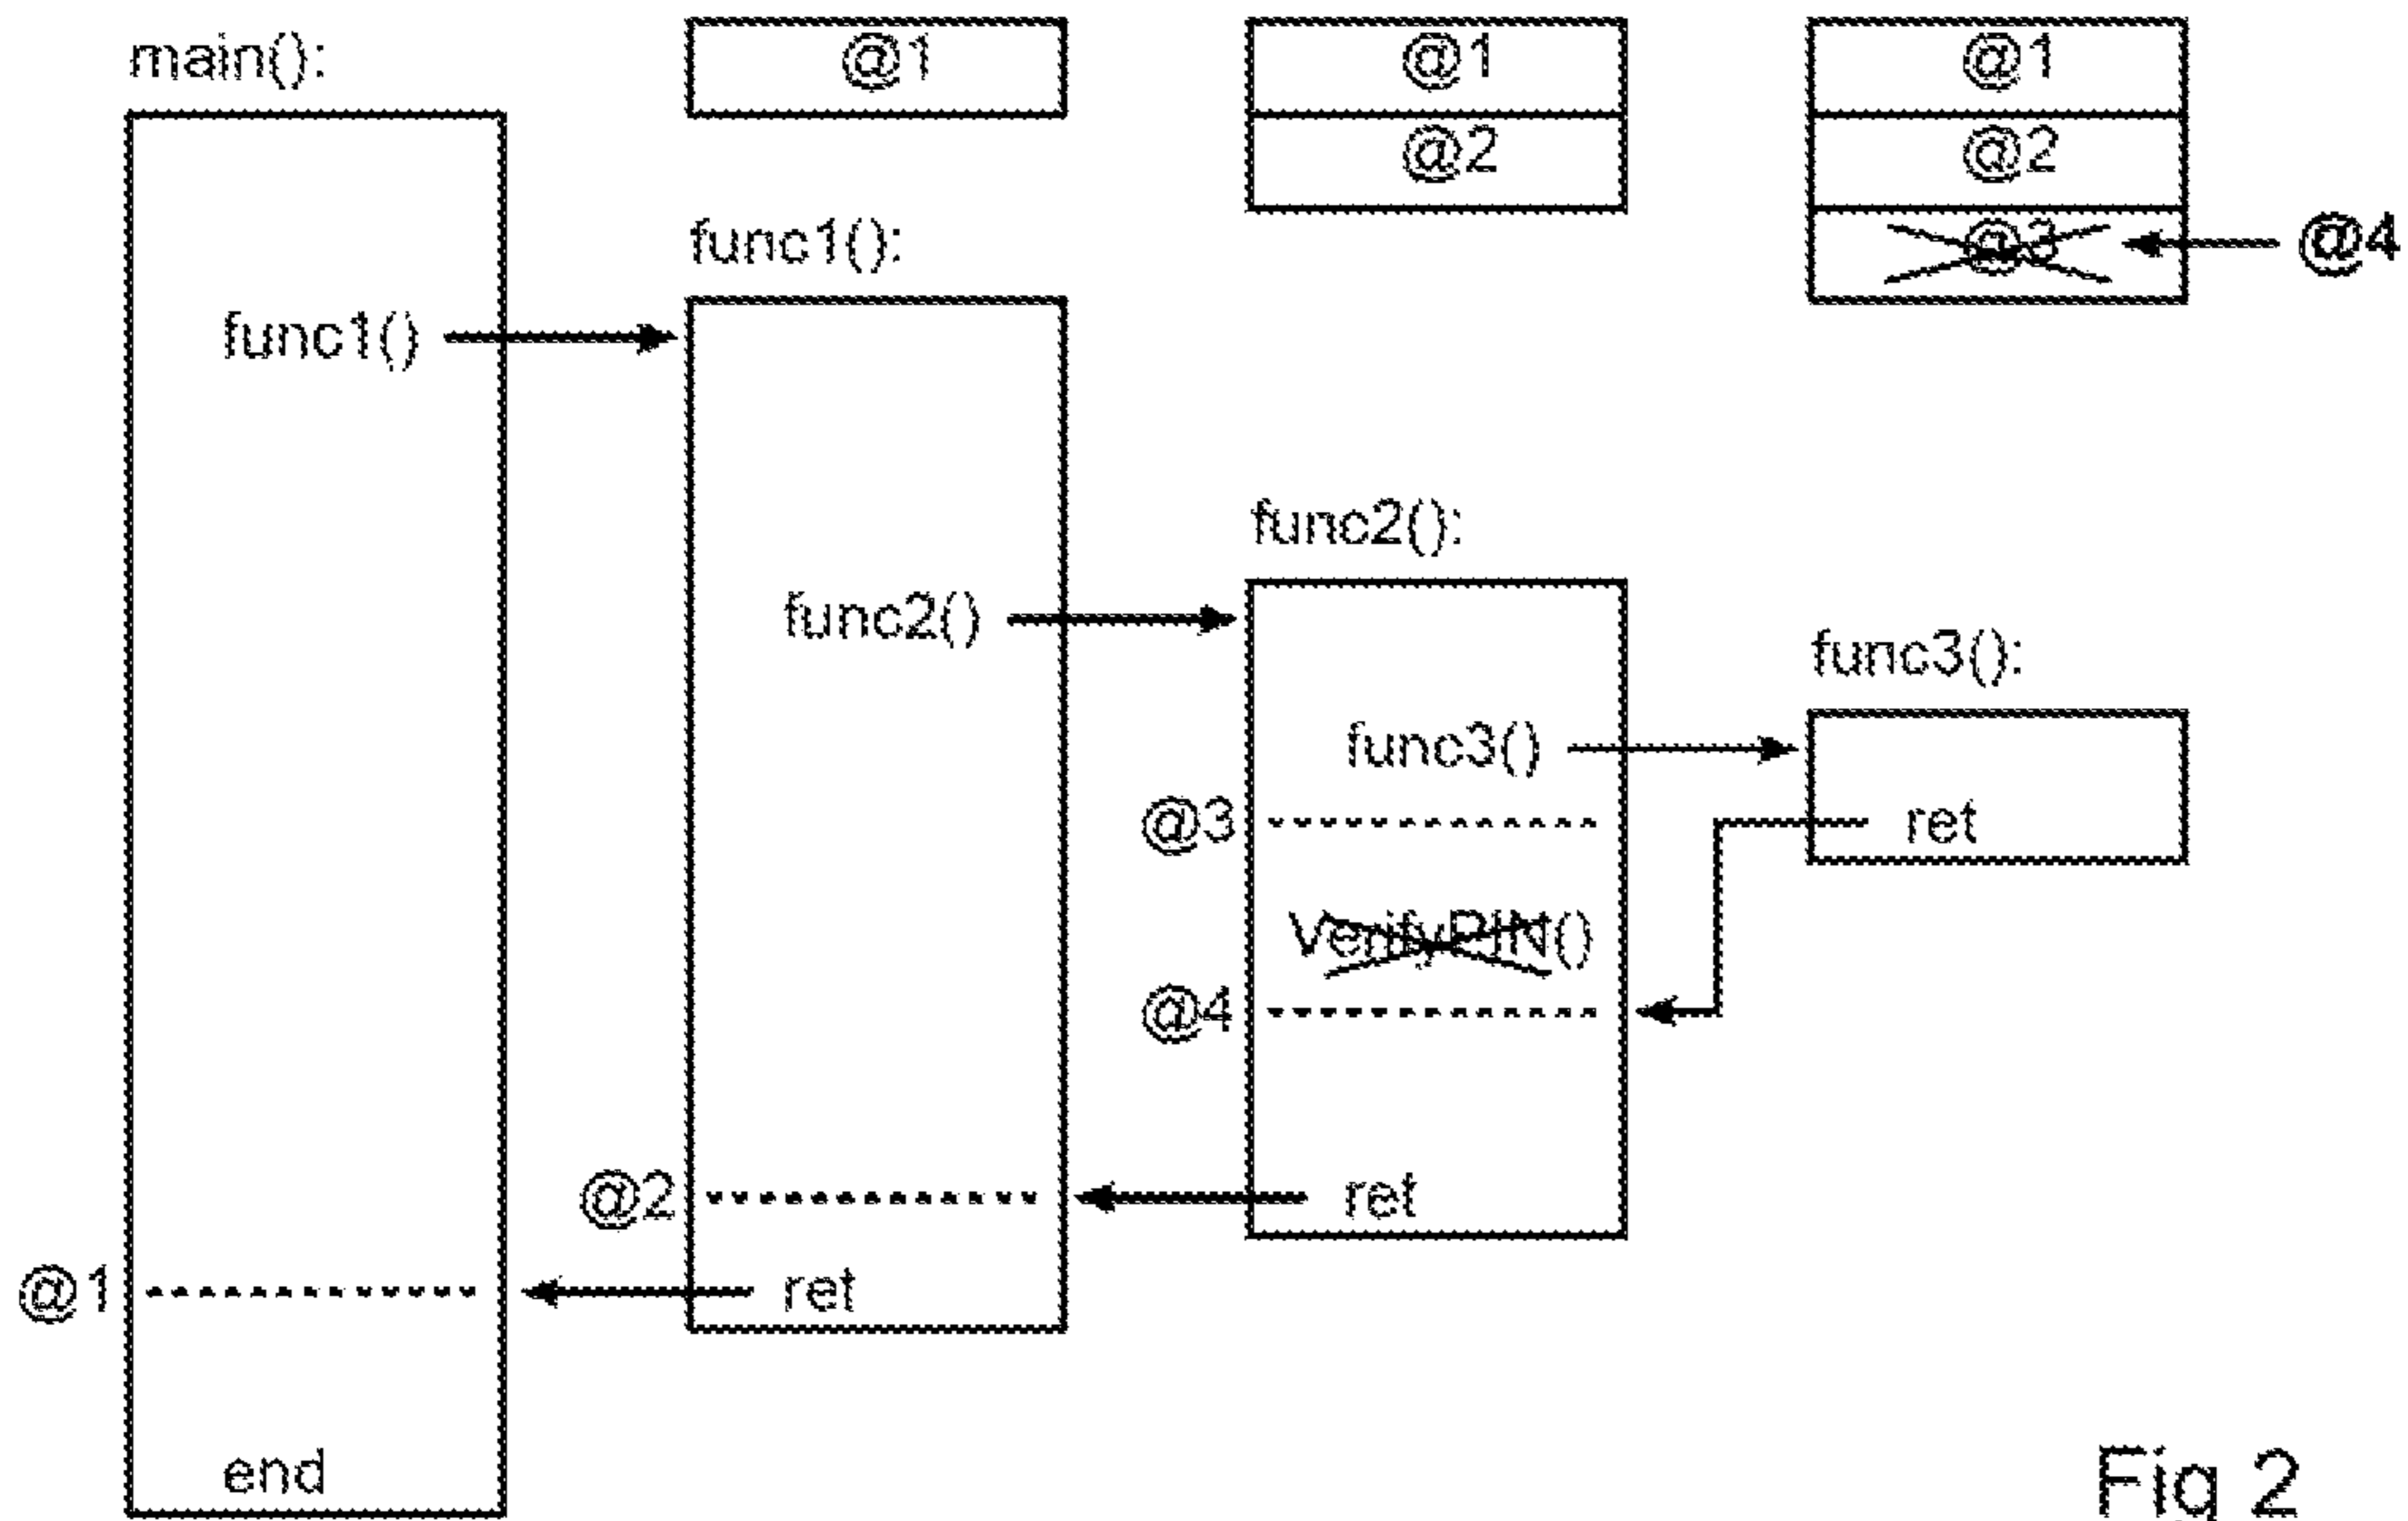 main():
@1
@1
@1
@2
@2
@3
@4
func1():
func1()
func2():
func2()
func3():
func3()
@3
ret
VerifyPIN()
@4
@2
ret
@1
ret
end
Fig 2